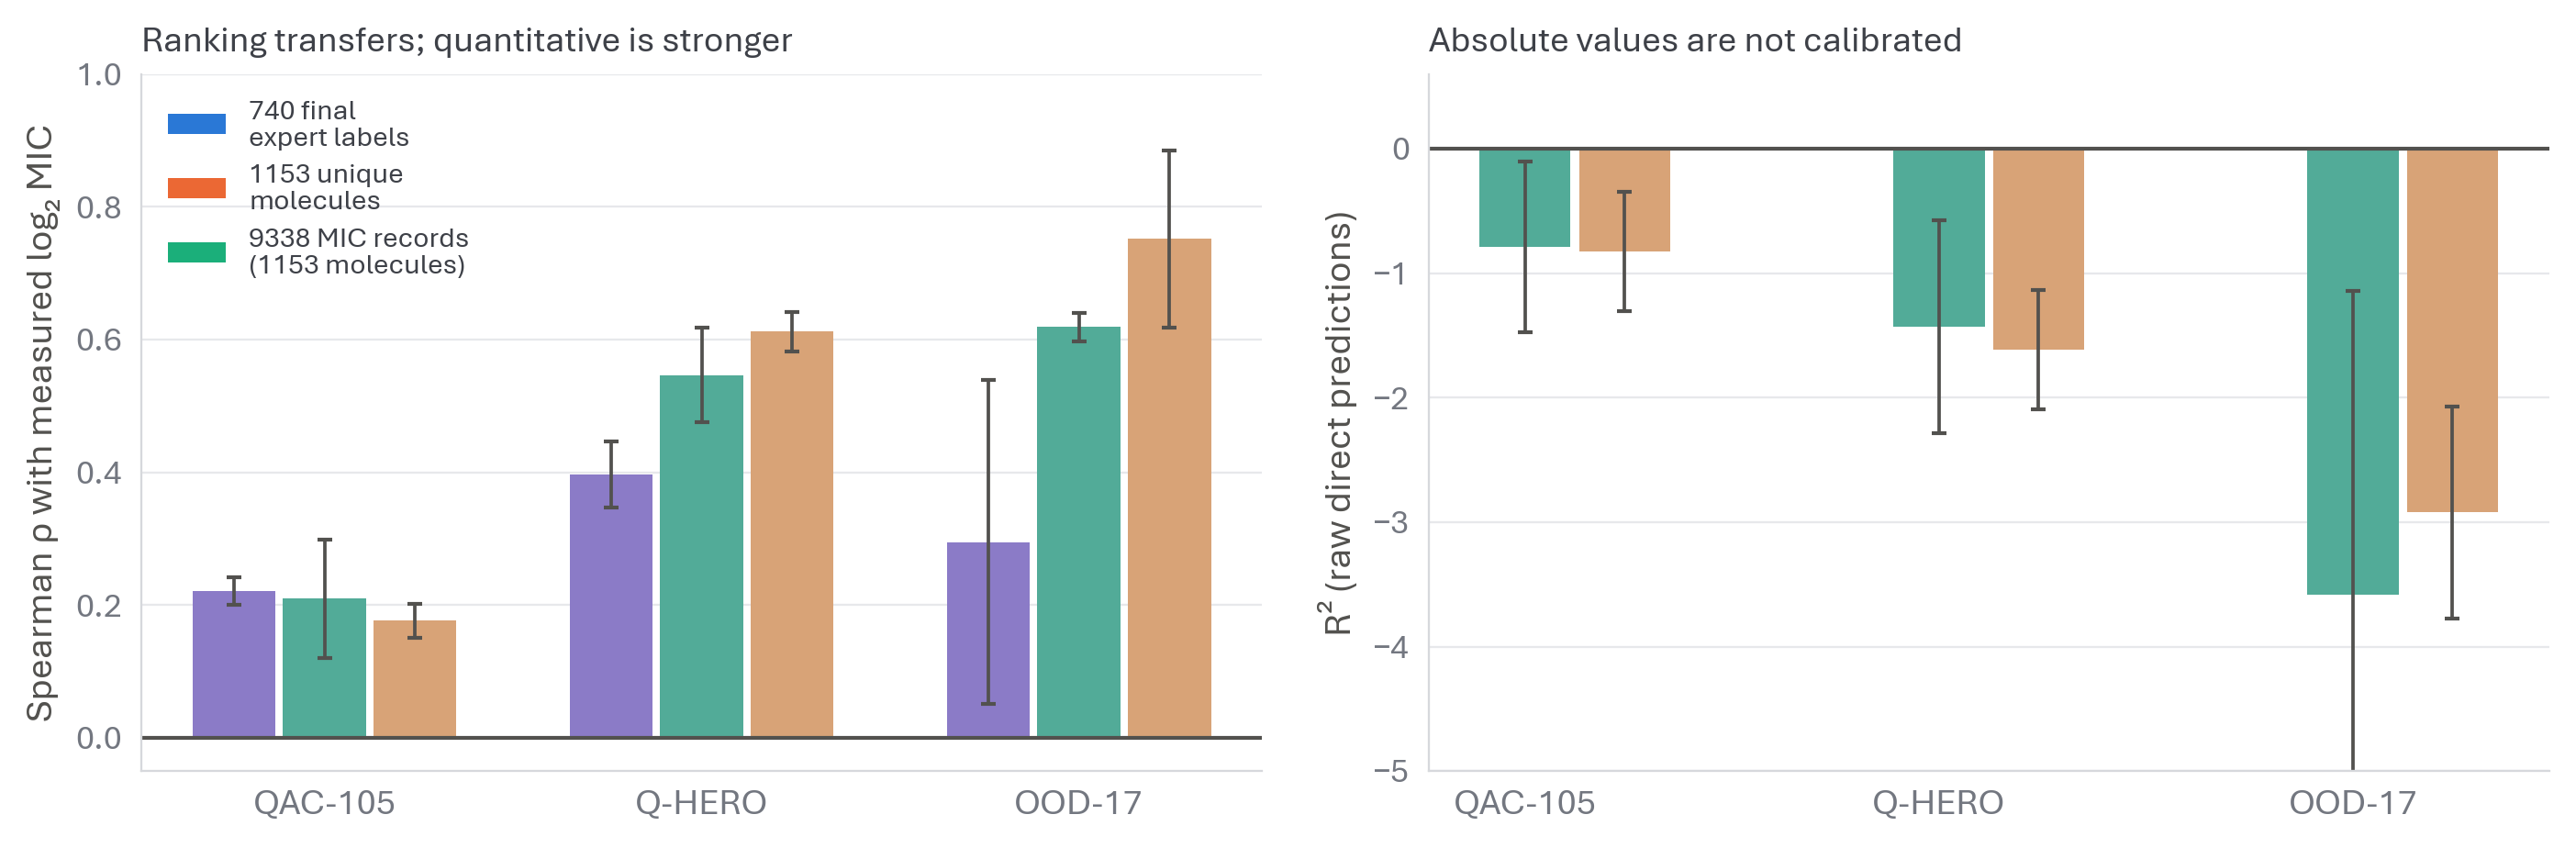 Ranking transfers; quantitative is stronger
Spearman ρ with measured log₂ MIC
1.0
0.8
0.6
0.4
0.2
0.0
740 final
expert labels
1153 unique
molecules
9338 MIC records
(1153 molecules)
QAC-105
Q-HERO
OOD-17
Absolute values are not calibrated
R² (raw direct predictions)
0
−1
−2
−3
−4
−5
QAC-105
Q-HERO
OOD-17